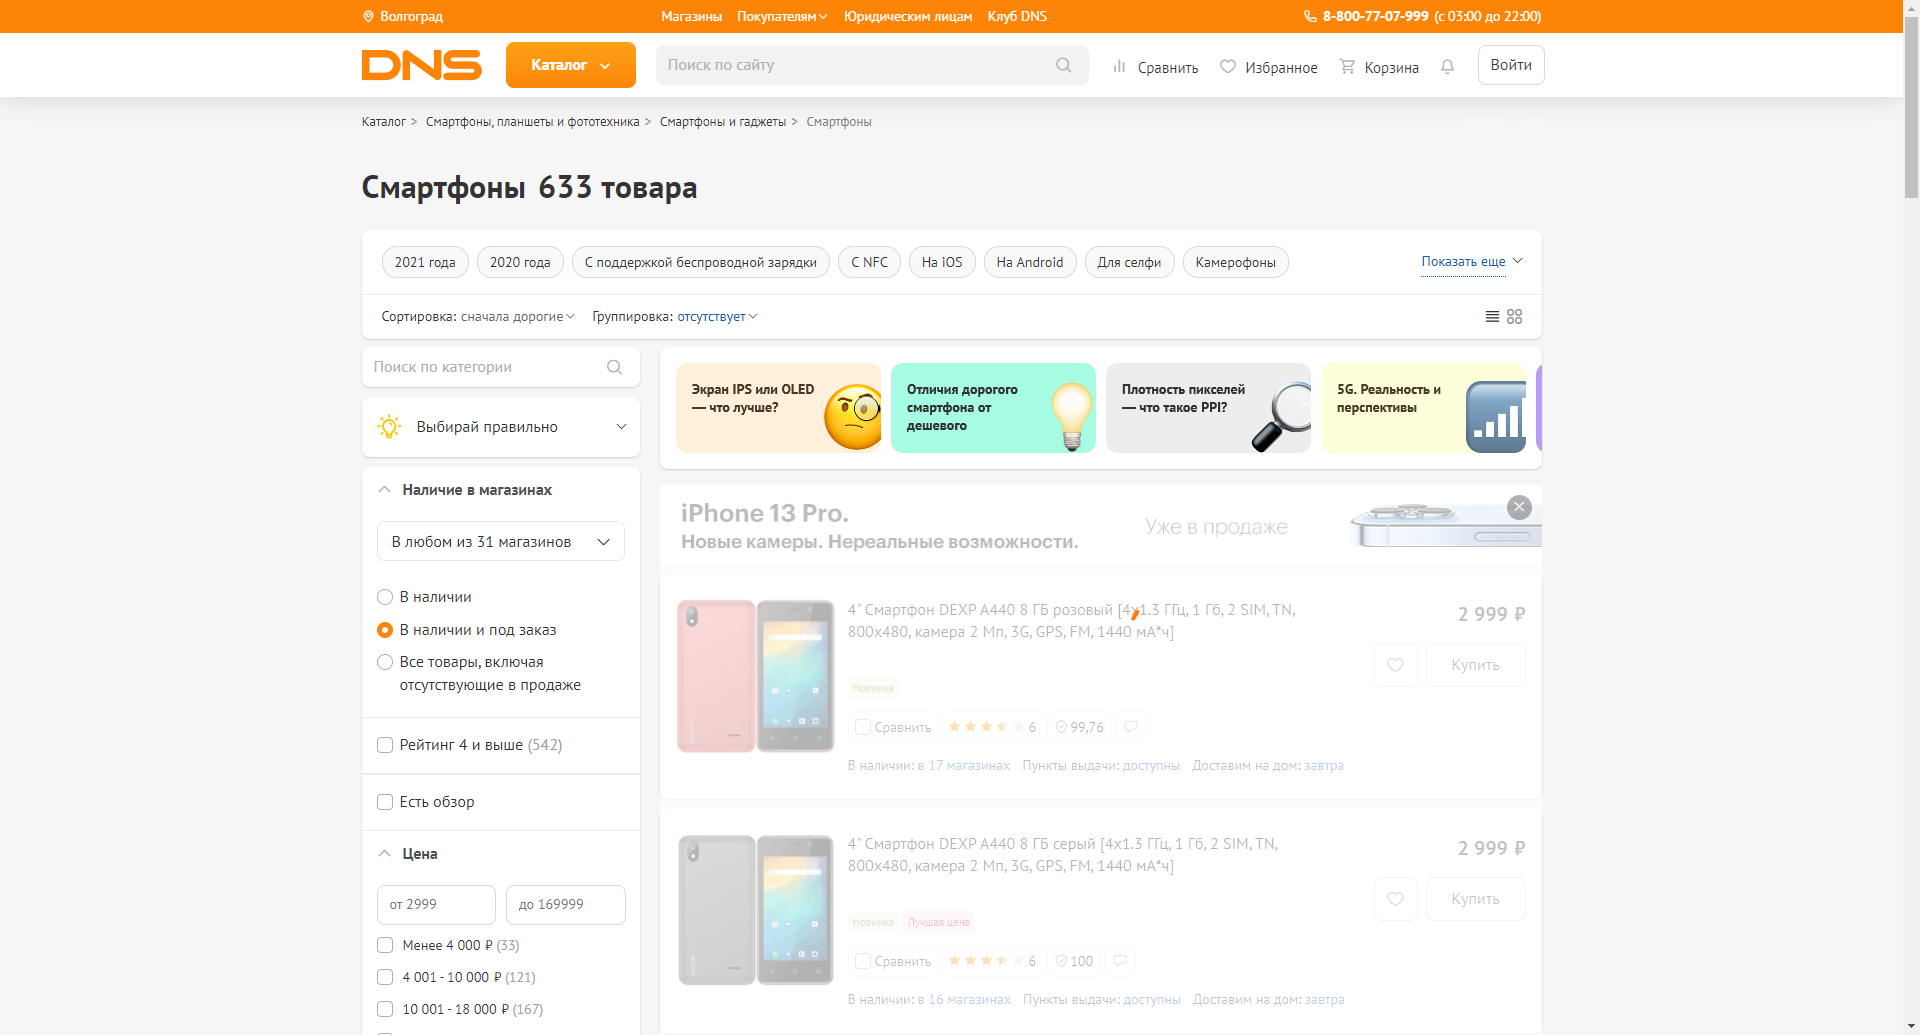 Волгоград
Магазины Покупателям Юридическим лицам Клуб DNS
8-800-77-07-999 (с 03:00 до 22:00)
DNS
Каталог
Поиск по сайту
Сравнить
Избранное
Корзина
Войти
Каталог > Смартфоны, планшеты и фототехника > Смартфоны и гаджеты > Смартфоны
Смартфоны 633 товара
2021 года
2020 года
С поддержкой беспроводной зарядки
С NFC
На iOS
На Android
Для селфи
Камерофоны
Показать еще
Сортировка: сначала дорогие
Группировка: отсутствует
Поиск по категории
Выбирай правильно
Наличие в магазинах
В любом из 31 магазинов
В наличии
В наличии и под заказ
Все товары, включая
отсутствующие в продаже
Рейтинг 4 и выше (542)
Есть обзор
Цена
от 2999
до 169999
Менее 4 000 ₽ (33)
4 001 - 10 000 ₽ (121)
10 001 - 18 000 ₽ (167)
Экран IPS или OLED
— что лучше?
Отличия дорогого
смартфона от
дешевого
Плотность пикселей
— что такое PPI?
5G. Реальность и
перспективы
iPhone 13 Pro.
Новые камеры. Нереальные возможности.
Уже в продаже
4" Смартфон DEXP A440 8 ГБ розовый [4x1.3 ГГц, 1 Гб, 2 SIM, TN,
800x480, камера 2 Мп, 3G, GPS, FM, 1440 мА*ч]
2 999 ₽
Купить
Новинка
Сравнить
6
99,76
В наличии: в 17 магазинах Пункты выдачи: доступны Доставим на дом: завтра
4" Смартфон DEXP A440 8 ГБ серый [4x1.3 ГГц, 1 Гб, 2 SIM, TN,
800x480, камера 2 Мп, 3G, GPS, FM, 1440 мА*ч]
2 999 ₽
Купить
Новинка
Лучшая цена
Сравнить
6
100
В наличии: в 16 магазинах Пункты выдачи: доступны Доставим на дом: завтра